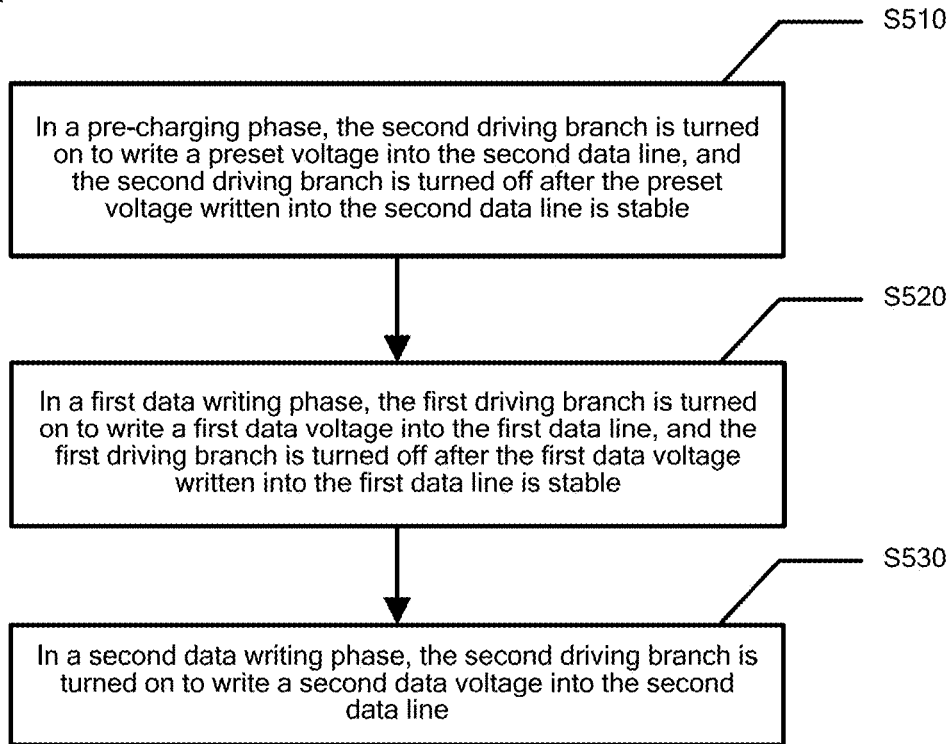 S510
In a pre-charging phase, the second driving branch is turned
on to write a preset voltage into the second data line, and
the second driving branch is turned off after the preset
voltage written into the second data line is stable
S520
In a first data writing phase, the first driving branch is turned
on to write a first data voltage into the first data line, and the
first driving branch is turned off after the first data voltage
written into the first data line is stable
S530
In a second data writing phase, the second driving branch is
turned on to write a second data voltage into the second
data line